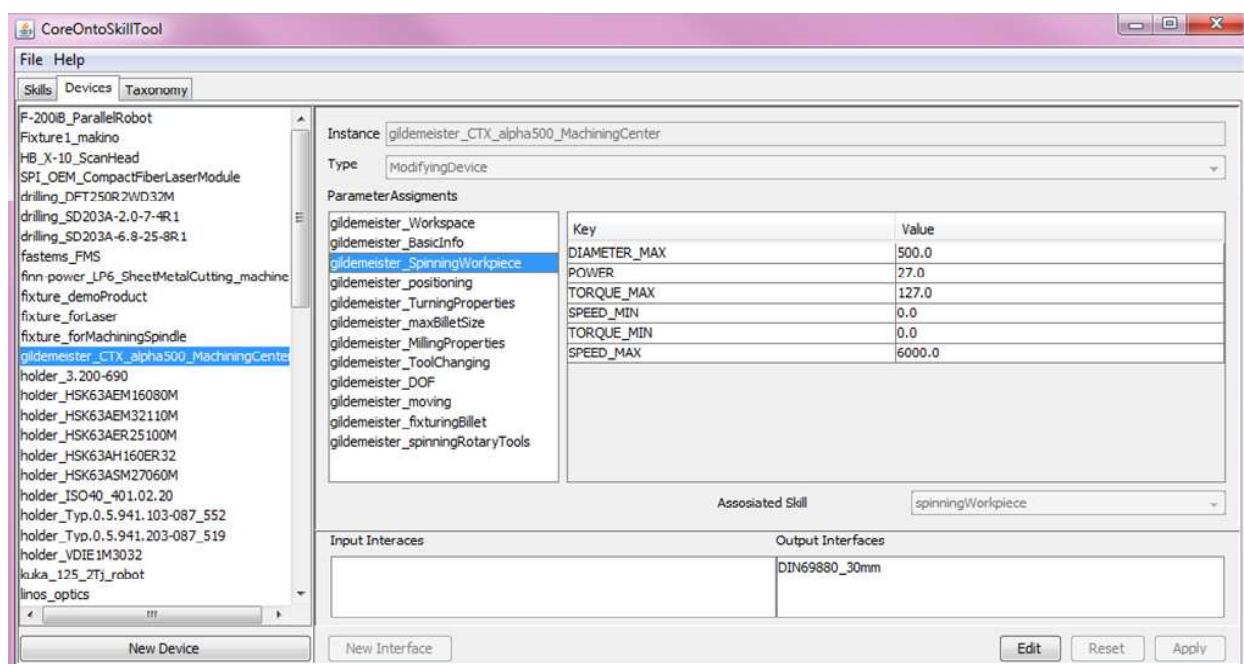 CoreOntoSkillTool
File Help
Skills Devices Taxonomy
F-200iB_ParallelRobot
Fixture1_makino
HB_X-10_ScanHead
SPI_OEM_CompactFiberLaserModule
drilling_DFT250R2WD32M
drilling_SD203A-2.0-7-4R1
drilling_SD203A-6.8-25-8R1
fastems_FMS
finn-power_LP6_SheetMetalCutting_machine
fixture_demoProduct
fixture_forLaser
fixture_forMachiningSpindle
gildemeister_CTX_alpha500_MachiningCenter
holder_3.200-690
holder_HSK63AEM16080M
holder_HSK63AEM32110M
holder_HSK63AER25100M
holder_HSK63AH160ER32
holder_HSK63ASM27060M
holder_ISO40_401.02.20
holder_Typ.0.5.941.103-087_552
holder_Typ.0.5.941.203-087_519
holder_VDIE1M3032
kuka_125_2Tj_robot
linos_optics
New Device
Instance gildemeister_CTX_alpha500_MachiningCenter
Type ModifyingDevice
ParameterAssigments
gildemeister_Workspace
gildemeister_BasicInfo
gildemeister_SpinningWorkpiece
gildemeister_positioning
gildemeister_TurningProperties
gildemeister_maxBilletSize
gildemeister_MillingProperties
gildemeister_ToolChanging
gildemeister_DOF
gildemeister_moving
gildemeister_fixturingBillet
gildemeister_spinningRotaryTools
Key Value
DIAMETER_MAX 500.0
POWER 27.0
TORQUE_MAX 127.0
SPEED_MIN 0.0
TORQUE_MIN 0.0
SPEED_MAX 6000.0
Assosiated Skill spinningWorkpiece
Input Interaces Output Interfaces
DIN69880_30mm
New Interface Edit Reset Apply